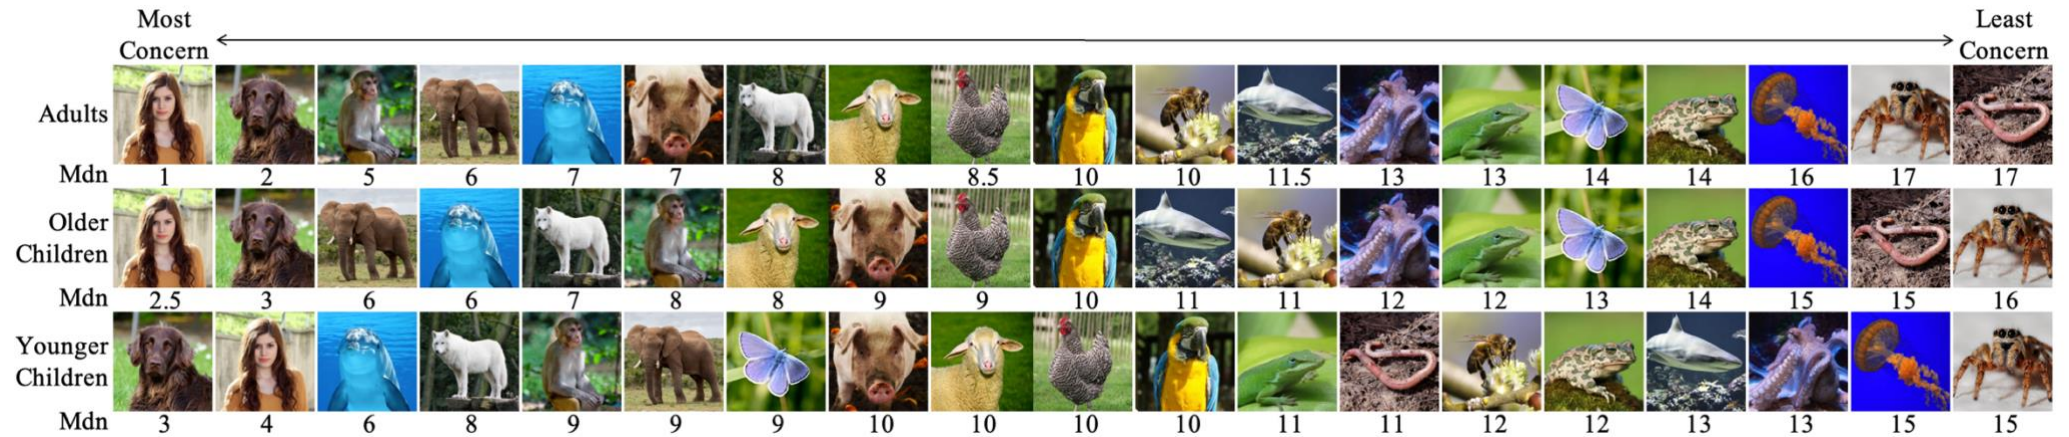 Most
Concern
Least
Concern
Adults
Mdn 1 2 5 6 7 7 8 8 8.5 10 10 11.5 13 13 14 14 16 17 17
Older
Children
Mdn 2.5 3 6 6 7 8 8 9 9 10 11 11 12 12 13 14 15 15 16
Younger
Children
Mdn 3 4 6 8 9 9 9 10 10 10 10 11 11 12 12 13 13 15 15